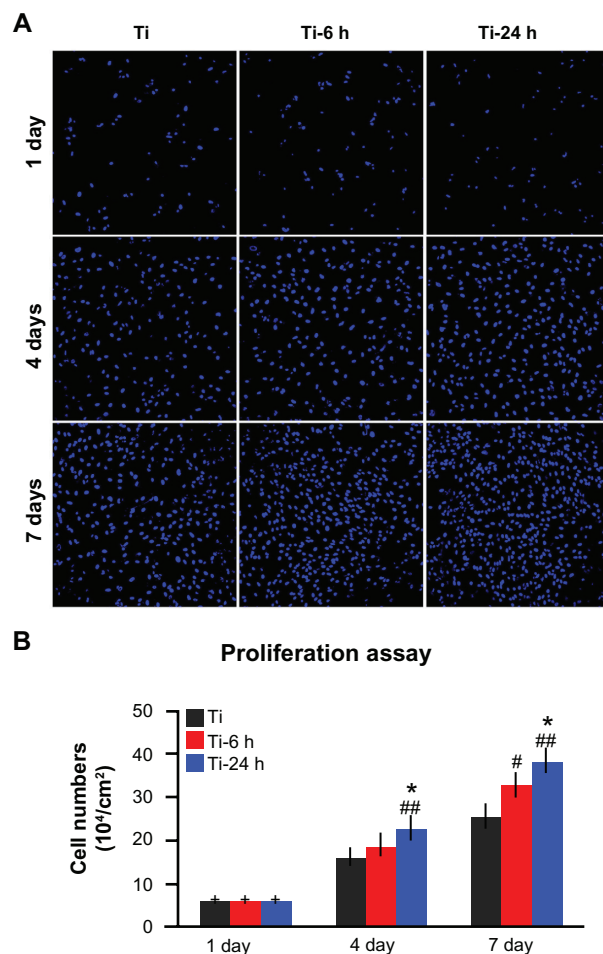 A
Ti Ti-6 h Ti-24 h
1 day
4 days
7 days
B
Proliferation assay
Cell numbers
(10⁴/cm²)
50
40
30
20
10
0
Ti
Ti-6 h
Ti-24 h
*
##
#
*
##
1 day 4 day 7 day